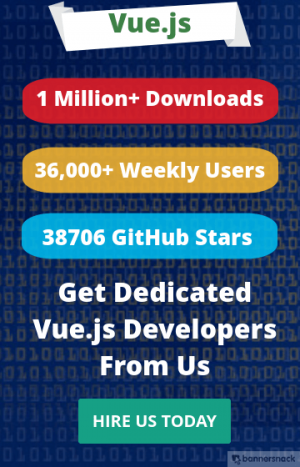 Vue.js
1 Million+ Downloads
36,000+ Weekly Users
38706 GitHub Stars
Get Dedicated
Vue.js Developers
From Us
HIRE US TODAY
bannersnack